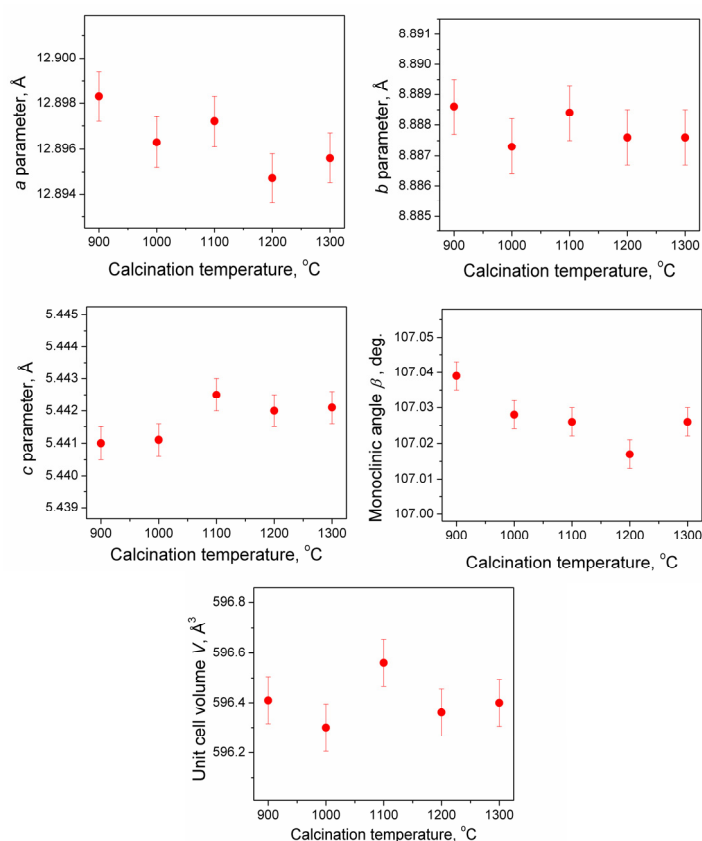 12.900
12.898
12.896
12.894
a parameter, Å
900 1000 1100 1200 1300
Calcination temperature, °C
8.891
8.890
8.889
8.888
8.887
8.886
8.885
b parameter, Å
900 1000 1100 1200 1300
Calcination temperature, °C
5.445
5.444
5.443
5.442
5.441
5.440
5.439
c parameter, Å
900 1000 1100 1200 1300
Calcination temperature, °C
107.05
107.04
107.03
107.02
107.01
107.00
Monoclinic angle β , deg.
900 1000 1100 1200 1300
Calcination temperature, °C
596.8
596.6
596.4
596.2
Unit cell volume V, Å³
900 1000 1100 1200 1300
Calcination temperature, °C